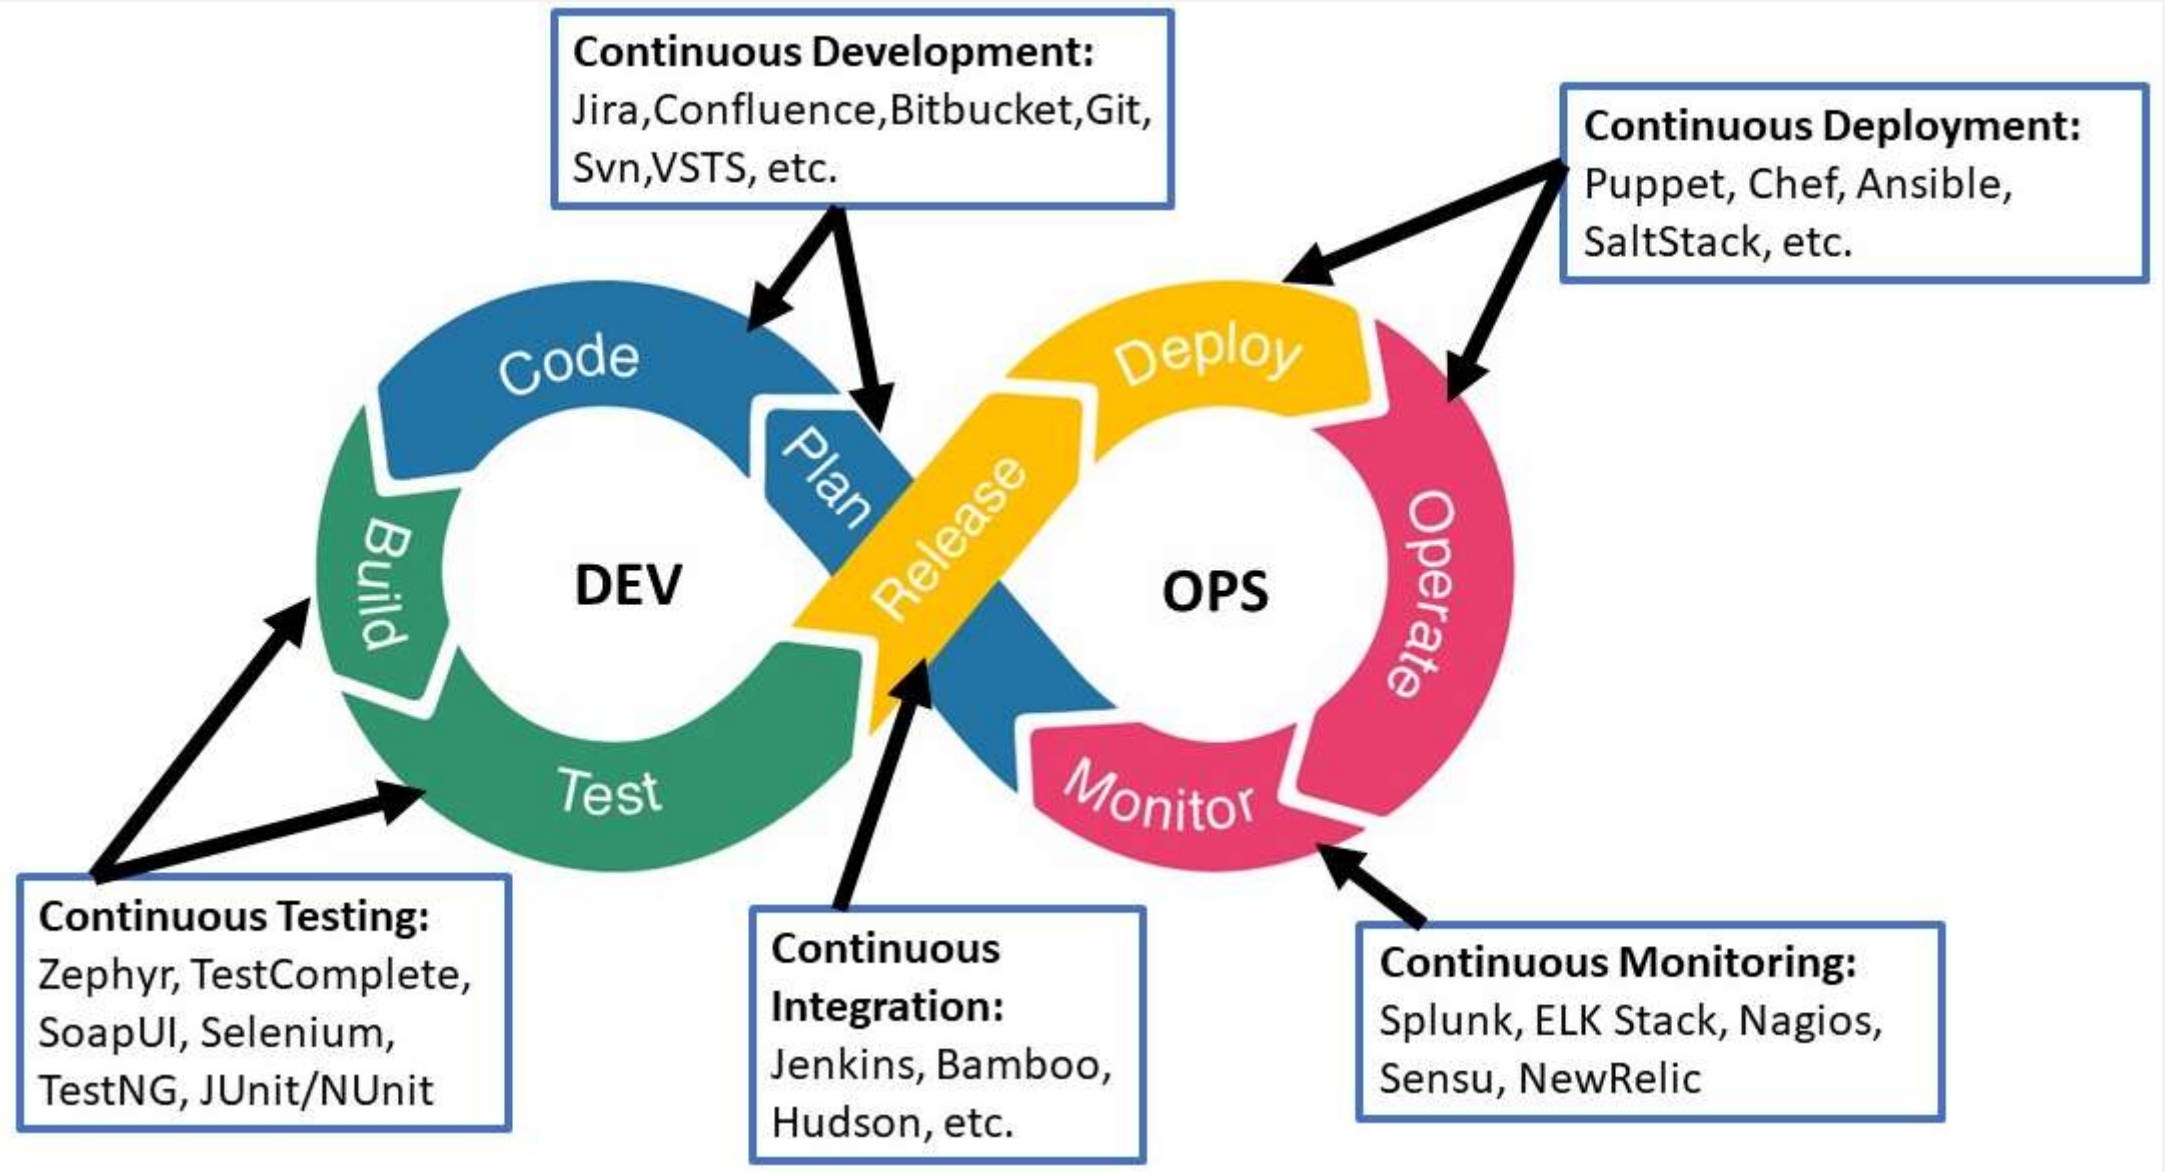 Continuous Development:
Jira,Confluence,Bitbucket,Git,
Svn,VSTS, etc.
Continuous Deployment:
Puppet, Chef, Ansible,
SaltStack, etc.
Code
Deploy
Plan
Release
Build
Operate
DEV
OPS
Test
Monitor
Continuous Testing:
Zephyr, TestComplete,
SoapUI, Selenium,
TestNG, JUnit/NUnit
Continuous
Integration:
Jenkins, Bamboo,
Hudson, etc.
Continuous Monitoring:
Splunk, ELK Stack, Nagios,
Sensu, NewRelic